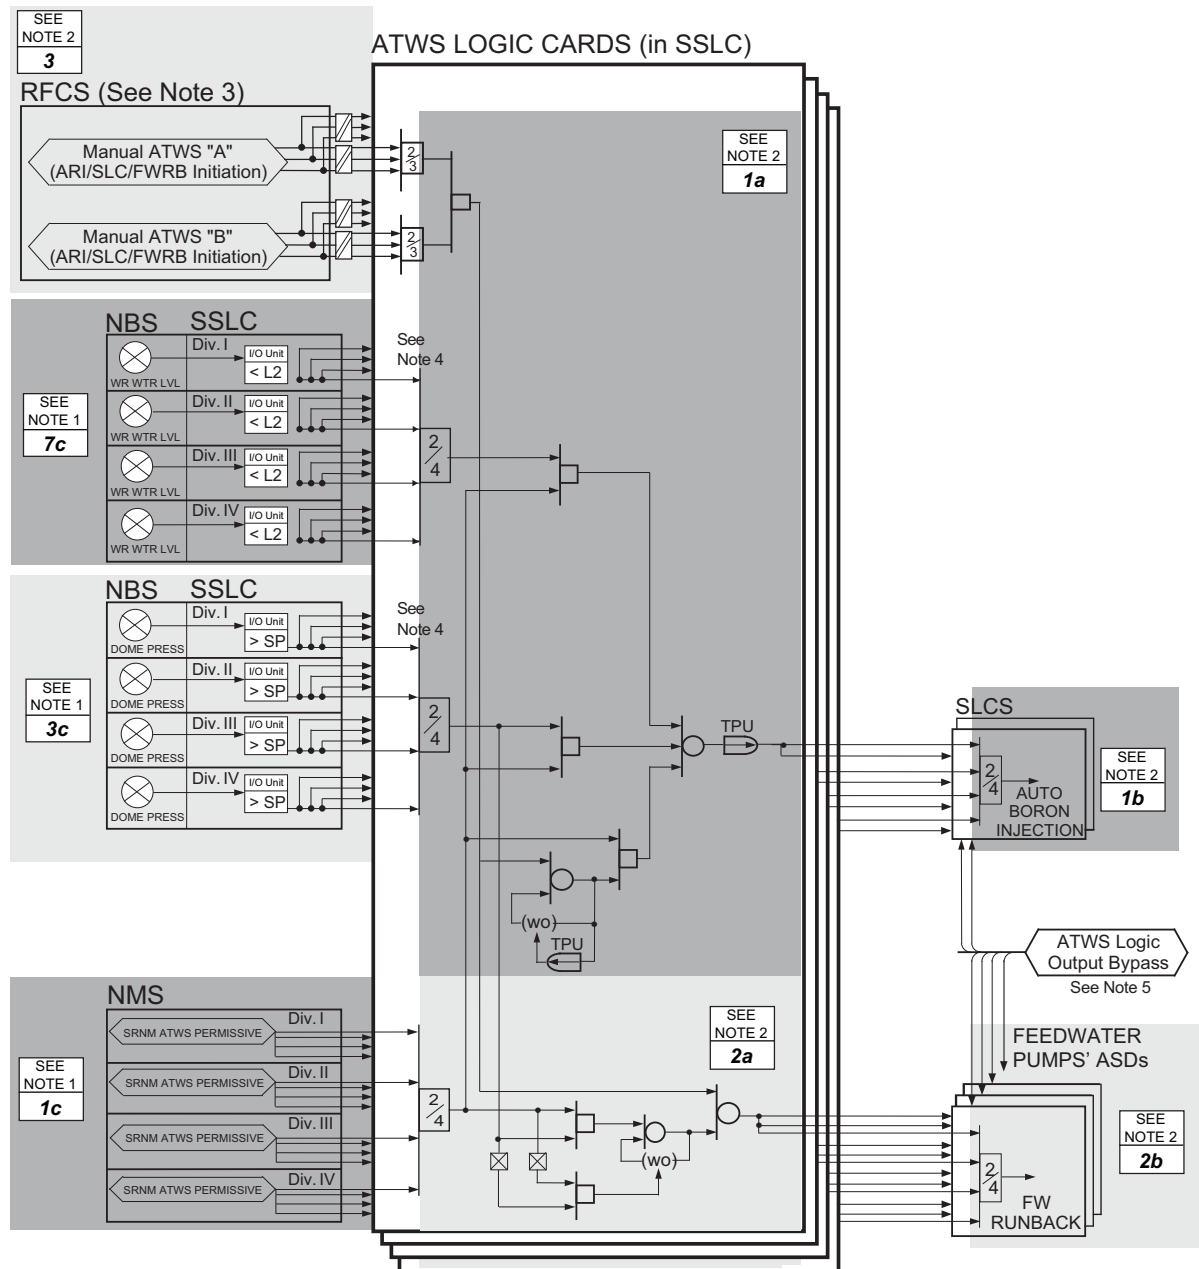 SEE
NOTE 2
3
ATWS LOGIC CARDS (in SSLC)
RFCS (See Note 3)
Manual ATWS "A"
(ARI/SLC/FWRB Initiation)
2/3
SEE
NOTE 2
1a
Manual ATWS "B"
(ARI/SLC/FWRB Initiation)
2/3
NBS SSLC
See
Note 4
Div. I
I/O Unit
< L2
WR WTR LVL
SEE
NOTE 1
7c
Div. II
I/O Unit
< L2
WR WTR LVL
2/4
Div. III
I/O Unit
< L2
WR WTR LVL
Div. IV
I/O Unit
< L2
WR WTR LVL
NBS SSLC
See
Note 4
Div. I
I/O Unit
> SP
DOME PRESS
SEE
NOTE 1
3c
Div. II
I/O Unit
> SP
DOME PRESS
2/4
Div. III
I/O Unit
> SP
DOME PRESS
Div. IV
I/O Unit
> SP
DOME PRESS
TPU
(wo)
TPU
SLCS
2/4
AUTO
BORON
INJECTION
SEE
NOTE 2
1b
ATWS Logic
Output Bypass
See Note 5
NMS
Div. I
SRNM ATWS PERMISSIVE
SEE
NOTE 1
1c
Div. II
SRNM ATWS PERMISSIVE
2/4
Div. III
SRNM ATWS PERMISSIVE
Div. IV
SRNM ATWS PERMISSIVE
SEE
NOTE 2
2a
(wo)
FEEDWATER
PUMPS' ASDs
2/4
FW
RUNBACK
SEE
NOTE 2
2b